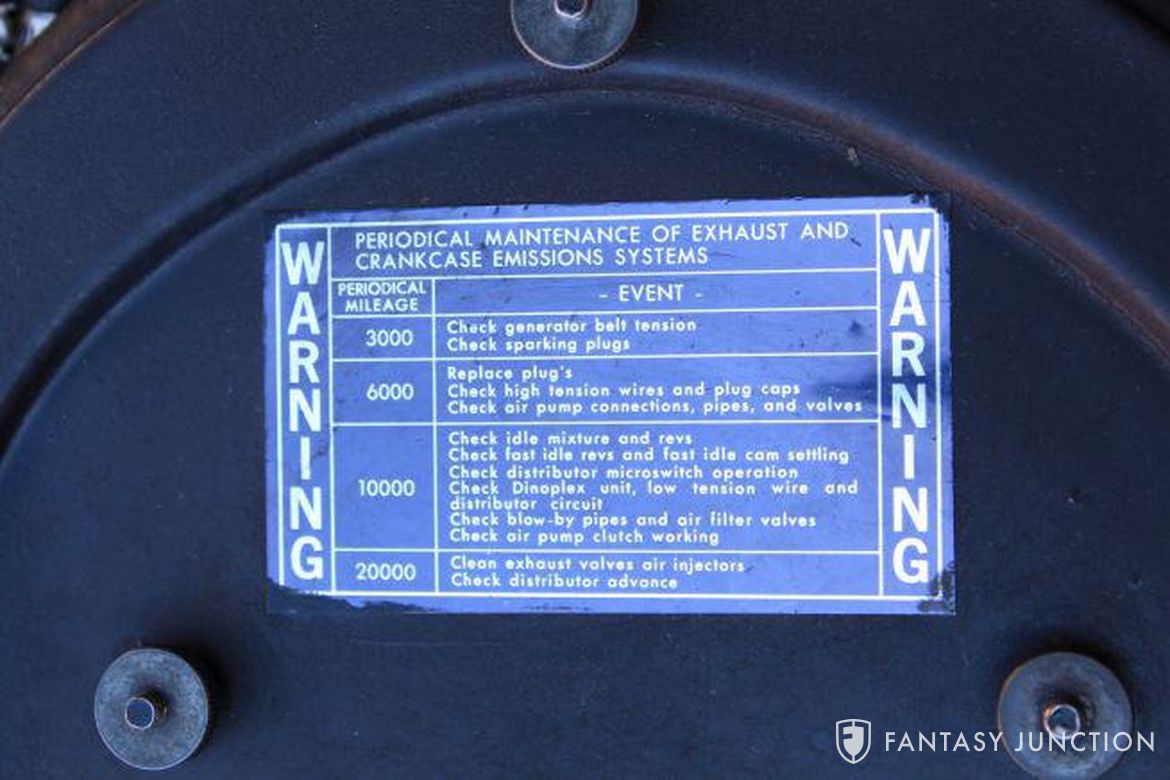 WARNING
PERIODICAL MAINTENANCE OF EXHAUST AND
CRANKCASE EMISSIONS SYSTEMS
PERIODICAL
MILEAGE
- EVENT -
3000
Check generator belt tension
Check sparking plugs
6000
Replace plug's
Check high tension wires and plug caps
Check air pump connections, pipes, and valves
10000
Check idle mixture and revs
Check fast idle revs and fast idle cam settling
Check distributor microswitch operation
Check Dinoplex unit, low tension wire and
distributor circuit
Check blow-by pipes and air filter valves
Check air pump clutch working
20000
Clean exhaust valves air injectors
Check distributor advance
WARNING
FANTASY JUNCTION